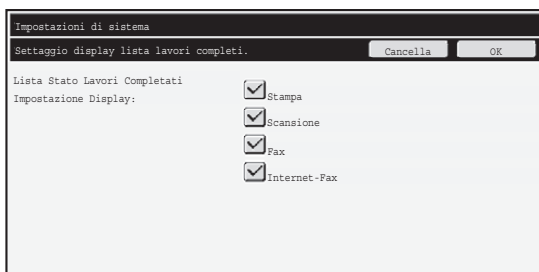 Impostazioni di sistema
Settaggio display lista lavori completi. Cancella OK
Lista Stato Lavori Completati
Impostazione Display:
Stampa
Scansione
Fax
Internet-Fax